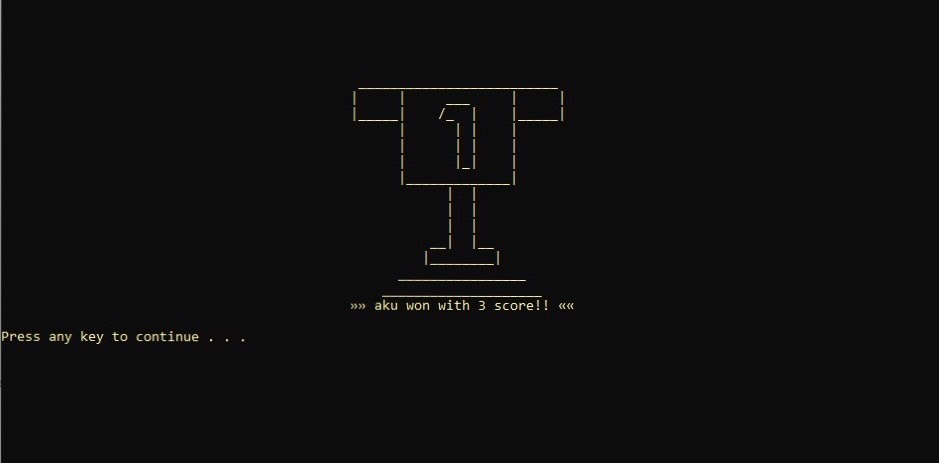 »» aku won with 3 score!! ««
Press any key to continue . . .